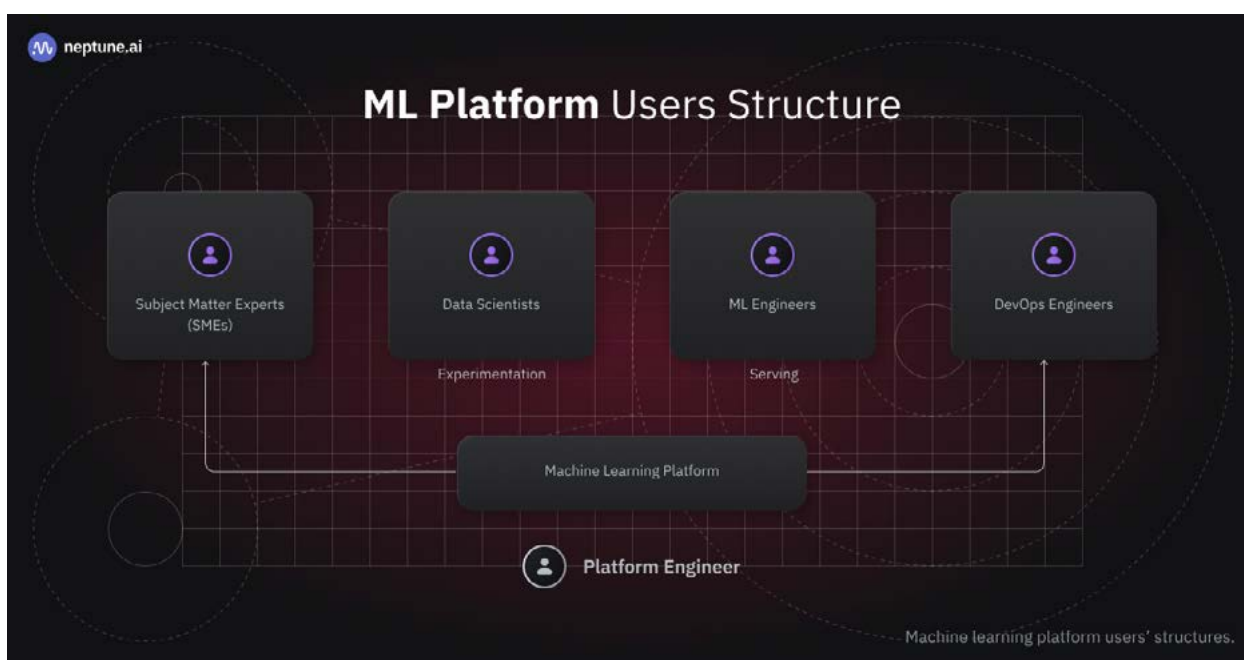 neptune.ai
ML Platform Users Structure
Subject Matter Experts
(SMEs)
Data Scientists
ML Engineers
DevOps Engineers
Experimentation
Serving
Machine Learning Platform
Platform Engineer
Machine learning platform users' structures.